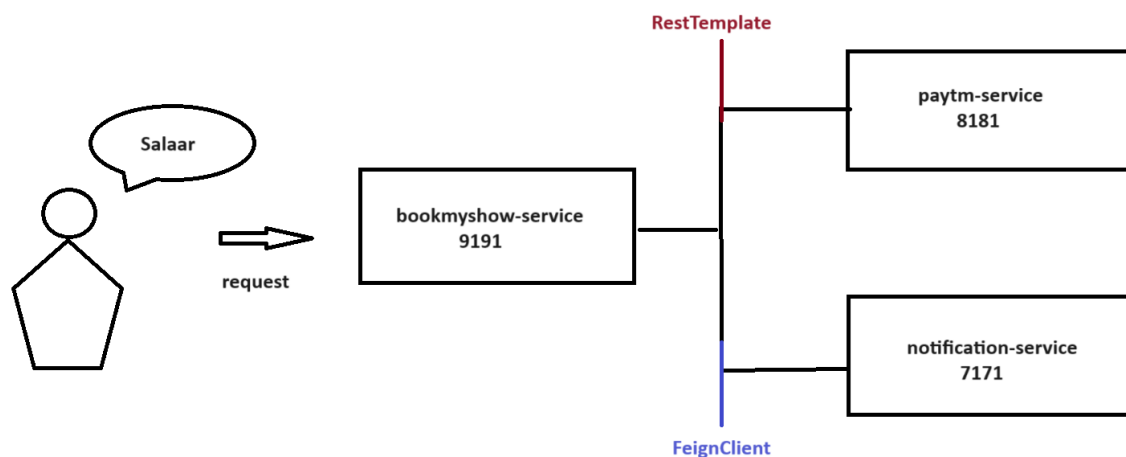 Salaar
request
bookmyshow-service
9191
RestTemplate
paytm-service
8181
notification-service
7171
FeignClient